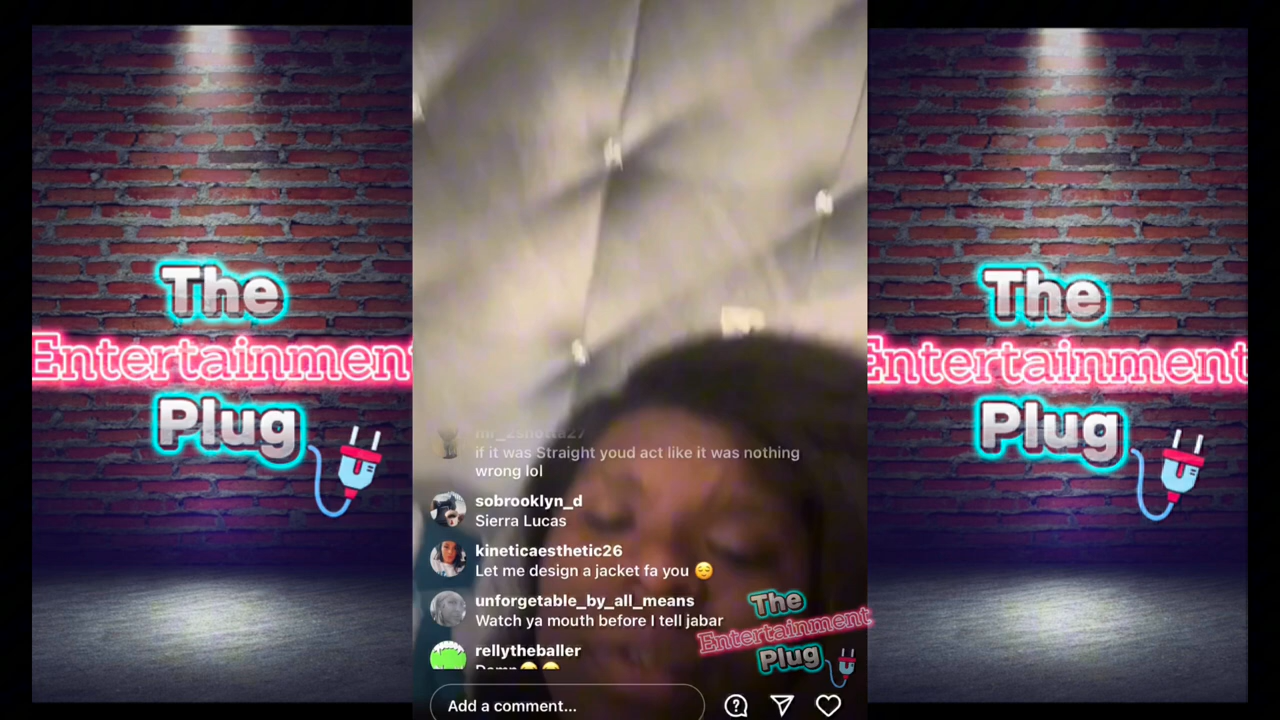 The
Entertainment
Plug
mr_2shotta27
if it was Straight youd act like it was nothing
wrong lol
sobrooklyn_d
Sierra Lucas
kineticaesthetic26
Let me design a jacket fa you 😌
unforgetable_by_all_means
Watch ya mouth before I tell jabar
rellytheballer
Damn😂😂
Add a comment...
The
Entertainment
Plug
The
Entertainment
Plug